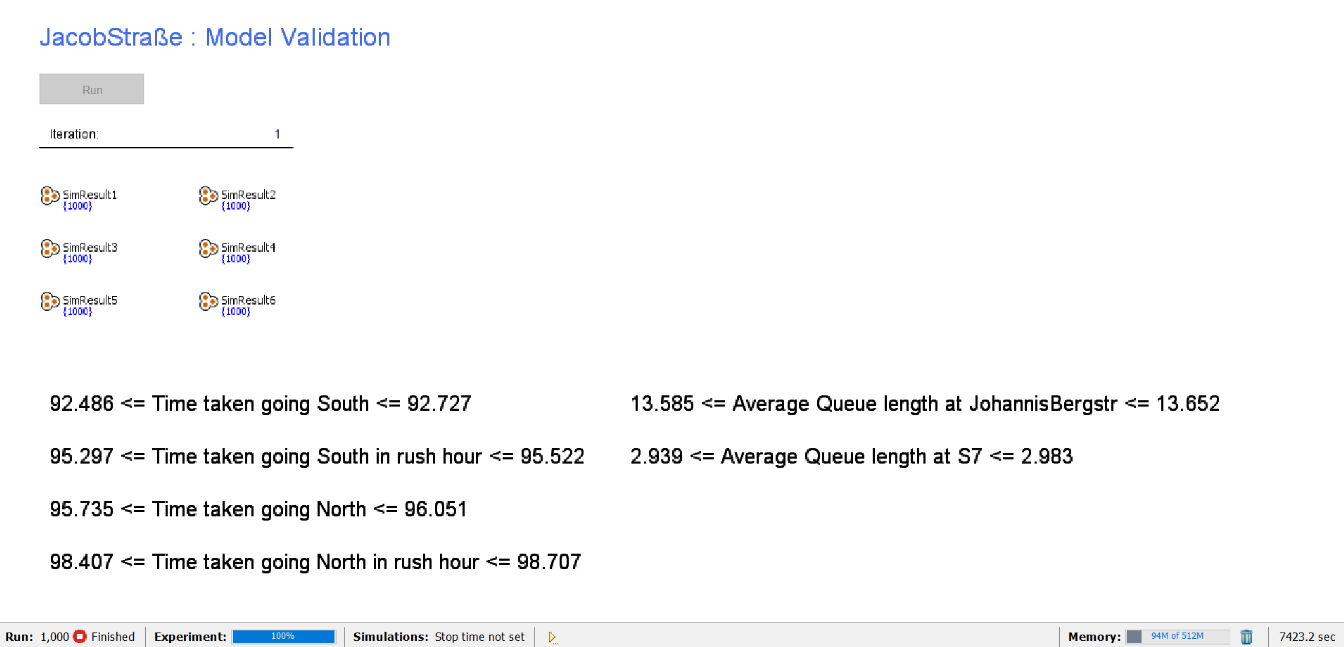 JacobStraße : Model Validation
Run
Iteration: 1
SimResult1 SimResult2
{1000} {1000}
SimResult3 SimResult4
{1000} {1000}
SimResult5 SimResult6
{1000} {1000}
92.486 <= Time taken going South <= 92.727 13.585 <= Average Queue length at JohannisBergstr <= 13.652
95.297 <= Time taken going South in rush hour <= 95.522 2.939 <= Average Queue length at S7 <= 2.983
95.735 <= Time taken going North <= 96.051
98.407 <= Time taken going North in rush hour <= 98.707
Run: 1,000 Finished Experiment: 100% Simulations: Stop time not set Memory: 94M of 512M 7423.2 sec